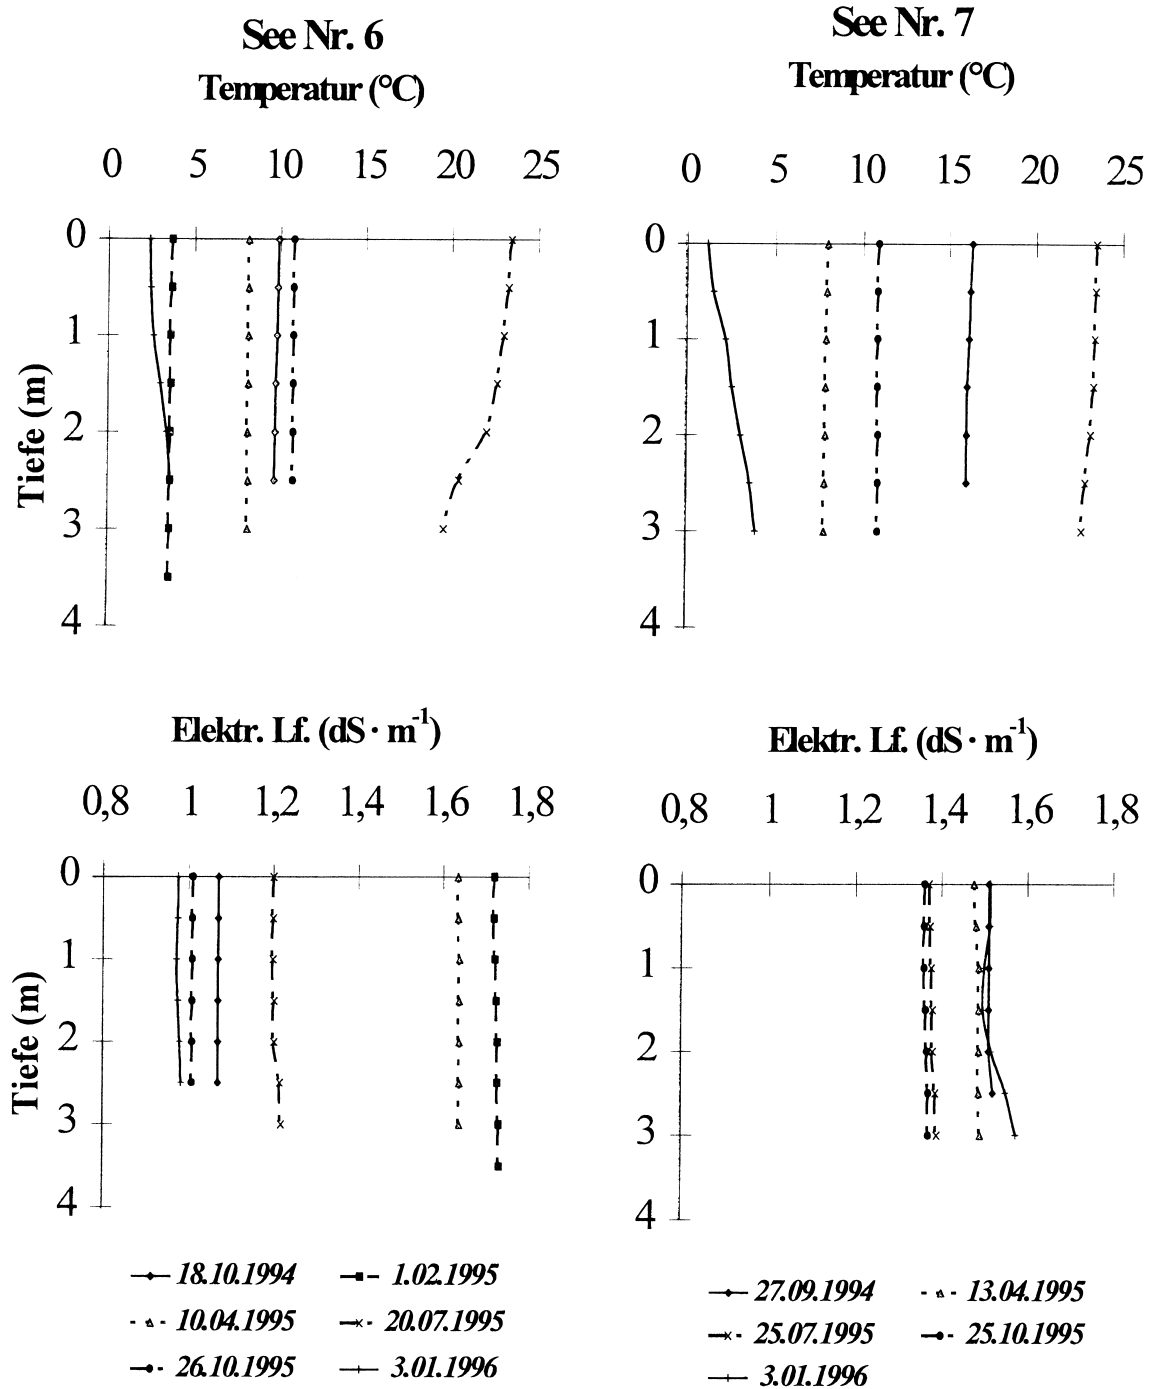 See Nr. 6
Temperatur (°C)
0 5 10 15 20 25
0
1
2
3
4
Tiefe (m)
See Nr. 7
Temperatur (°C)
0 5 10 15 20 25
0
1
2
3
4
Elektr. Lf. (dS · m⁻¹)
0,8 1 1,2 1,4 1,6 1,8
0
1
2
3
4
Tiefe (m)
Elektr. Lf. (dS · m⁻¹)
0,8 1 1,2 1,4 1,6 1,8
0
1
2
3
4
18.10.1994 1.02.1995
10.04.1995 20.07.1995
26.10.1995 3.01.1996
27.09.1994 13.04.1995
25.07.1995 25.10.1995
3.01.1996